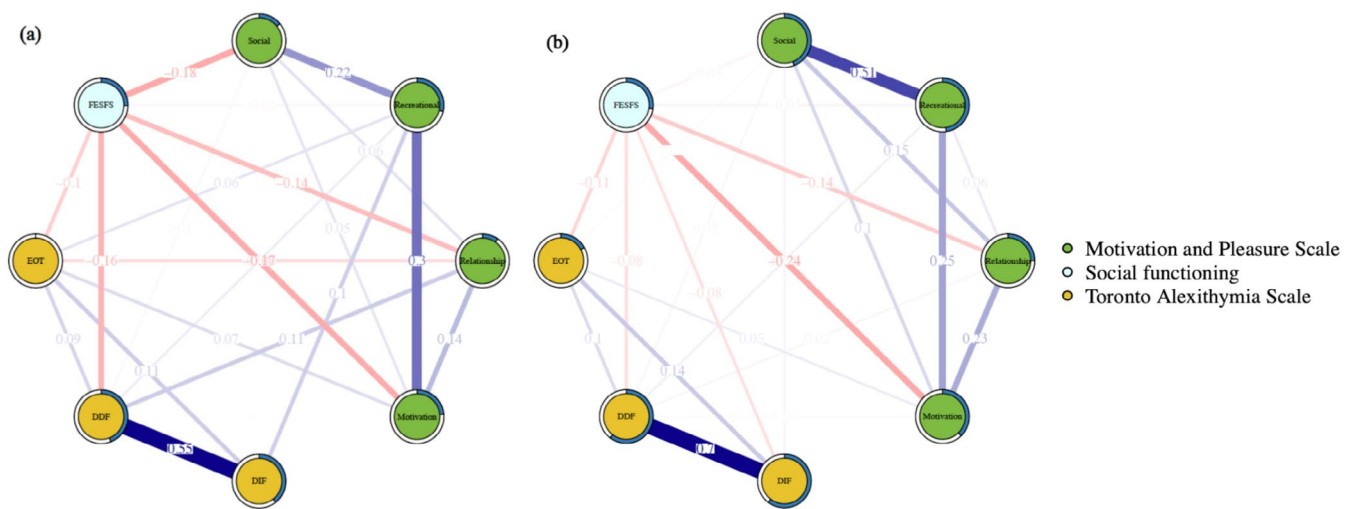 (a)
Social
−0.18
0.22
FESFS
Recreational
0.06
−0.1
0.06
−0.14
EOT
−0.16
−0.17
0.3
Relationship
0.05
0.1
0.09
0.07
0.11
0.14
0.11
DDF
Motivation
0.55
DIF
(b)
Social
0.51
FESFS
Recreational
0.15
−0.11
−0.14
0.06
0.1
EOT
−0.08
−0.24
0.25
Relationship
−0.08
0.1
0.05
0.02
0.23
0.14
DDF
Motivation
0.7
DIF
Motivation and Pleasure Scale
Social functioning
Toronto Alexithymia Scale